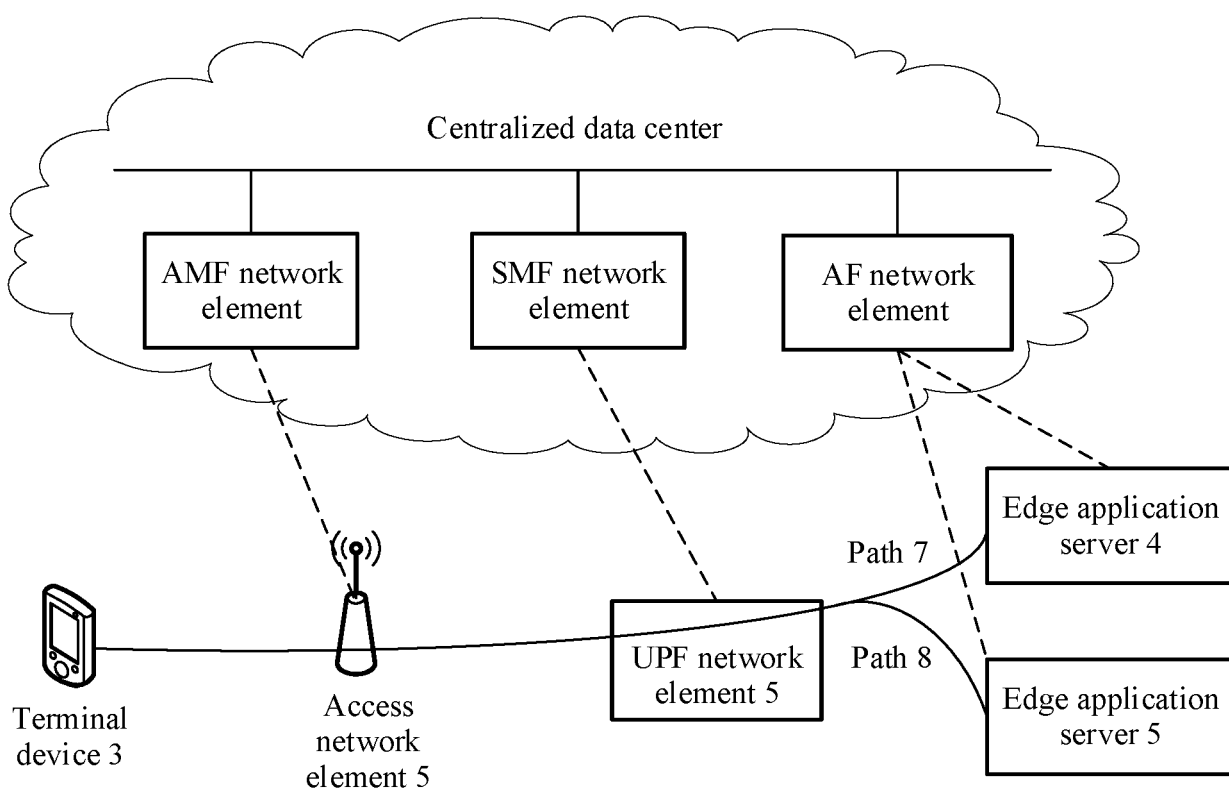 Centralized data center
AMF network
element
SMF network
element
AF network
element
Edge application
server 4
Path 7
Path 8
UPF network
element 5
Edge application
server 5
Terminal
device 3
Access
network
element 5